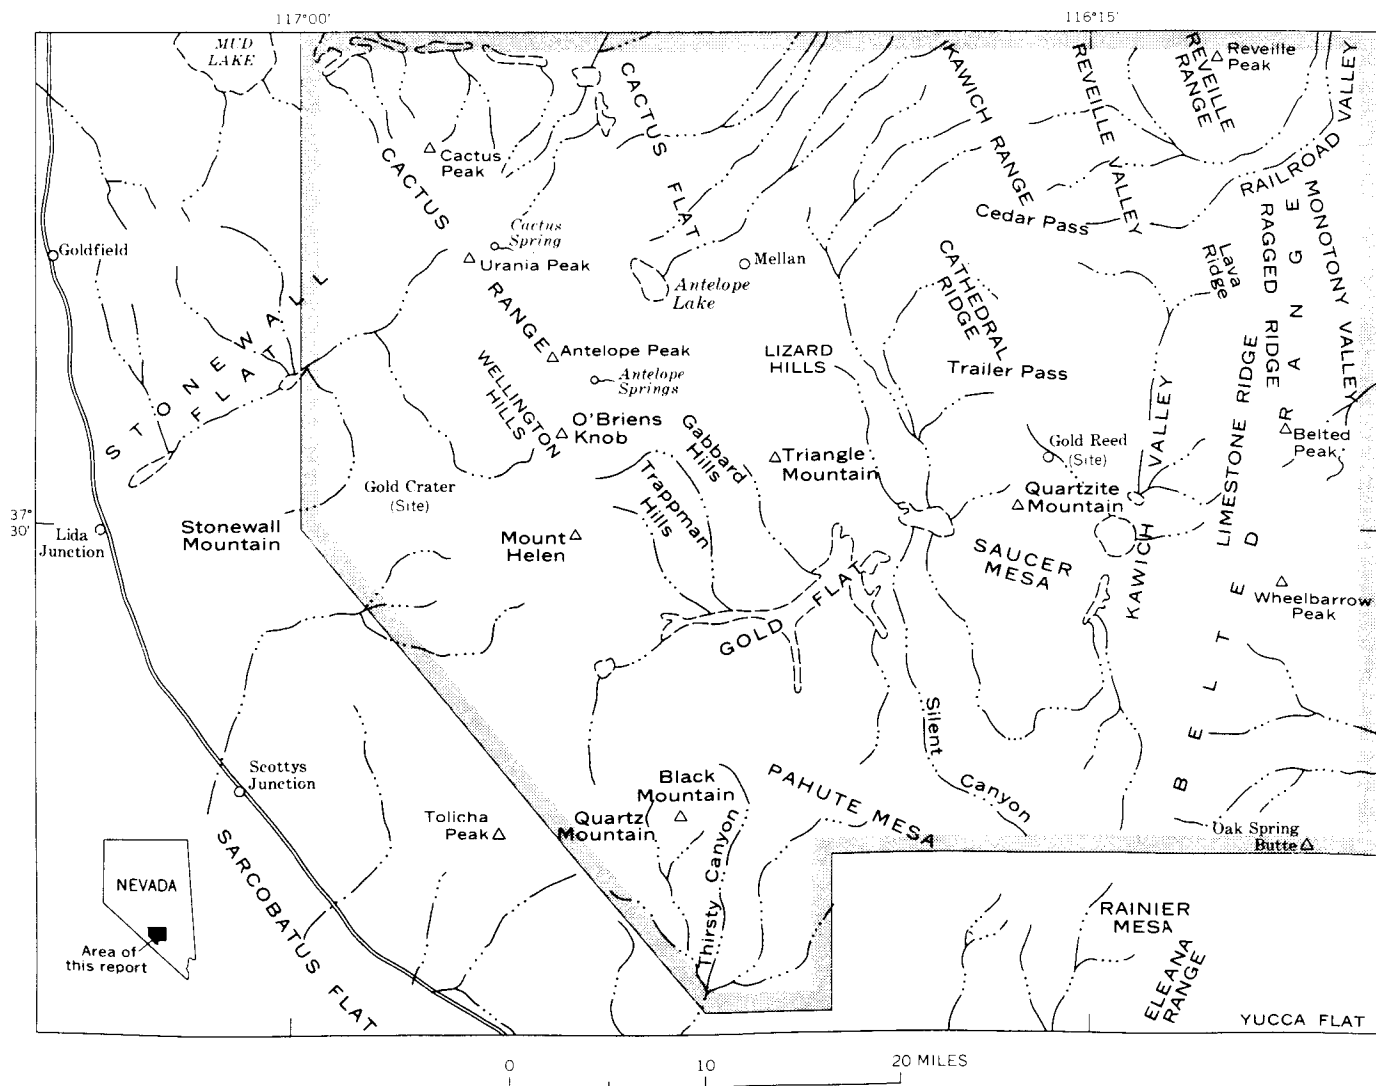 117°00'
116°15'
MUD
LAKE
CACTUS
FLAT
KAWICH RANGE
REVEILLE VALLEY
REVEILLE
RANGE
Reveille
Peak
RAILROAD VALLEY
Cactus
Peak
CACTUS
RANGE
Cactus
Spring
Urania Peak
Goldfield
STONEWALL
FLAT
Antelope
Lake
Mellan
Cedar Pass
CATHEDRAL
RIDGE
Lava
Ridge
RAGGED RIDGE
MONOTONY VALLEY
Antelope Peak
Antelope
Springs
WELLINGTON
HILLS
LIZARD
HILLS
Trailer Pass
O'Briens
Knob
Gabbard
Hills
Trappman
Hills
Triangle
Mountain
Gold Reed
(Site)
KAWICH VALLEY
LIMESTONE RIDGE
BELTED RANGE
Belted
Peak
Gold Crater
(Site)
Quartzite
Mountain
37°
30'
Lida
Junction
Stonewall
Mountain
Mount
Helen
SAUCER
MESA
GOLD FLAT
Wheelbarrow
Peak
Silent Canyon
Scottys
Junction
Black
Mountain
PAHUTE MESA
Tolicha
Peak
Quartz
Mountain
Thirsty Canyon
Oak Spring
Butte
SARCOBATUS FLAT
NEVADA
Area of
this report
RAINIER
MESA
ELEANA
RANGE
YUCCA FLAT
0 10 20 MILES